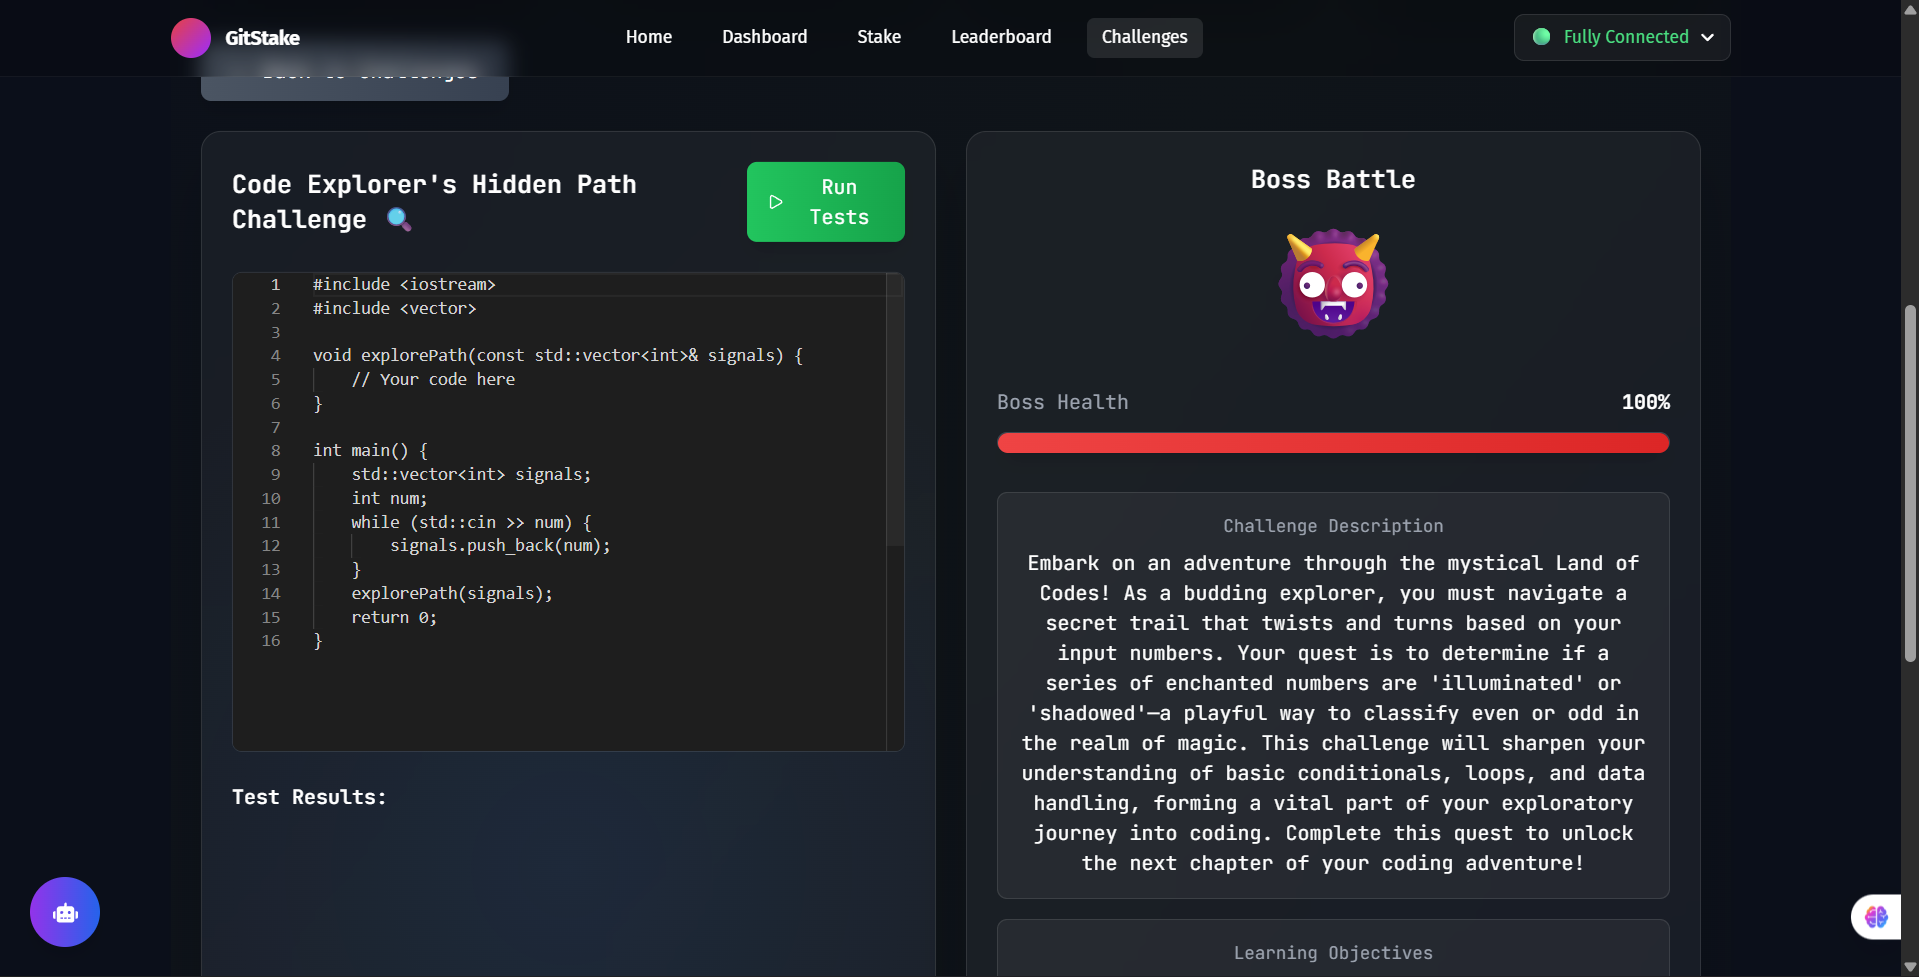 GitStake
Home
Dashboard
Stake
Leaderboard
Challenges
Fully Connected
Back to Challenges
Code Explorer's Hidden Path
Challenge
Run
Tests
1 #include <iostream>
2 #include <vector>
3
4 void explorePath(const std::vector<int>& signals) {
5 // Your code here
6 }
7
8 int main() {
9 std::vector<int> signals;
10 int num;
11 while (std::cin >> num) {
12 signals.push_back(num);
13 }
14 explorePath(signals);
15 return 0;
16 }
Test Results:
Boss Battle
Boss Health 100%
Challenge Description
Embark on an adventure through the mystical Land of
Codes! As a budding explorer, you must navigate a
secret trail that twists and turns based on your
input numbers. Your quest is to determine if a
series of enchanted numbers are 'illuminated' or
'shadowed'—a playful way to classify even or odd in
the realm of magic. This challenge will sharpen your
understanding of basic conditionals, loops, and data
handling, forming a vital part of your exploratory
journey into coding. Complete this quest to unlock
the next chapter of your coding adventure!
Learning Objectives